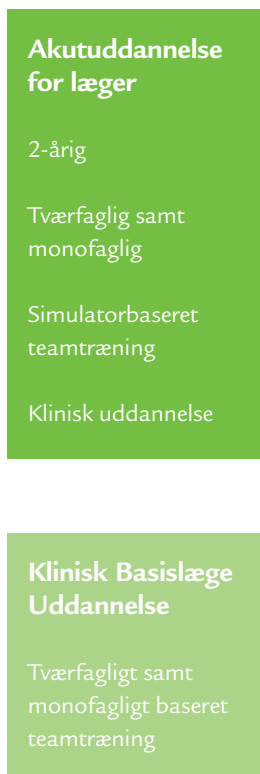 Akutuddannelse
for læger
2-årig
Tværfaglig samt
monofaglig
Simulatorbaseret
teamtræning
Klinisk uddannelse
Klinisk Basislæge
Uddannelse
Tværfagligt samt
monofagligt baseret
teamtræning